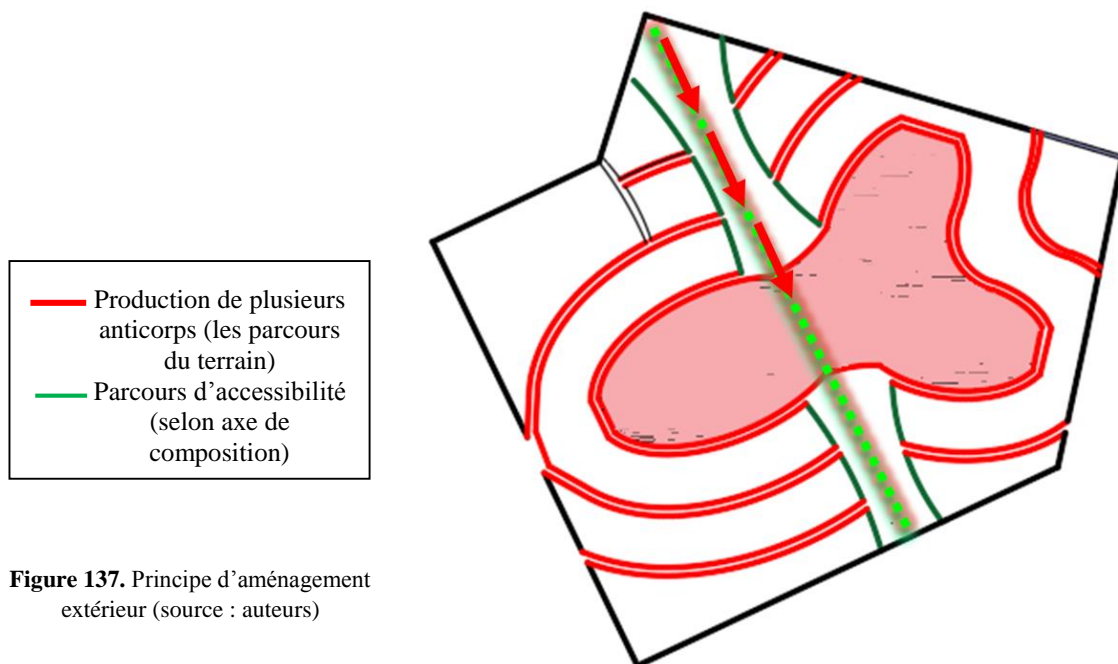 Production de plusieurs
anticorps (les parcours
du terrain)
Parcours d’accessibilité
(selon axe de
composition)
Figure 137. Principe d’aménagement
extérieur (source : auteurs)